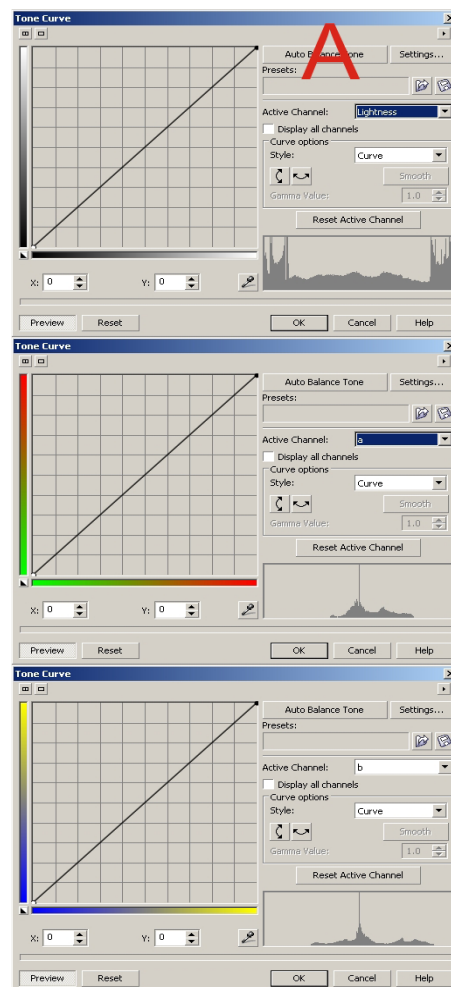 Tone Curve
A
Auto Balance Tone Settings...
Presets:
Active Channel: Lightness
Display all channels
Curve options
Style: Curve
Smooth
Gamma Value: 1.0
Reset Active Channel
X: 0 Y: 0
Preview Reset OK Cancel Help
Tone Curve
Auto Balance Tone Settings...
Presets:
Active Channel: a
Display all channels
Curve options
Style: Curve
Smooth
Gamma Value: 1.0
Reset Active Channel
X: 0 Y: 0
Preview Reset OK Cancel Help
Tone Curve
Auto Balance Tone Settings...
Presets:
Active Channel: b
Display all channels
Curve options
Style: Curve
Smooth
Gamma Value: 1.0
Reset Active Channel
X: 0 Y: 0
Preview Reset OK Cancel Help